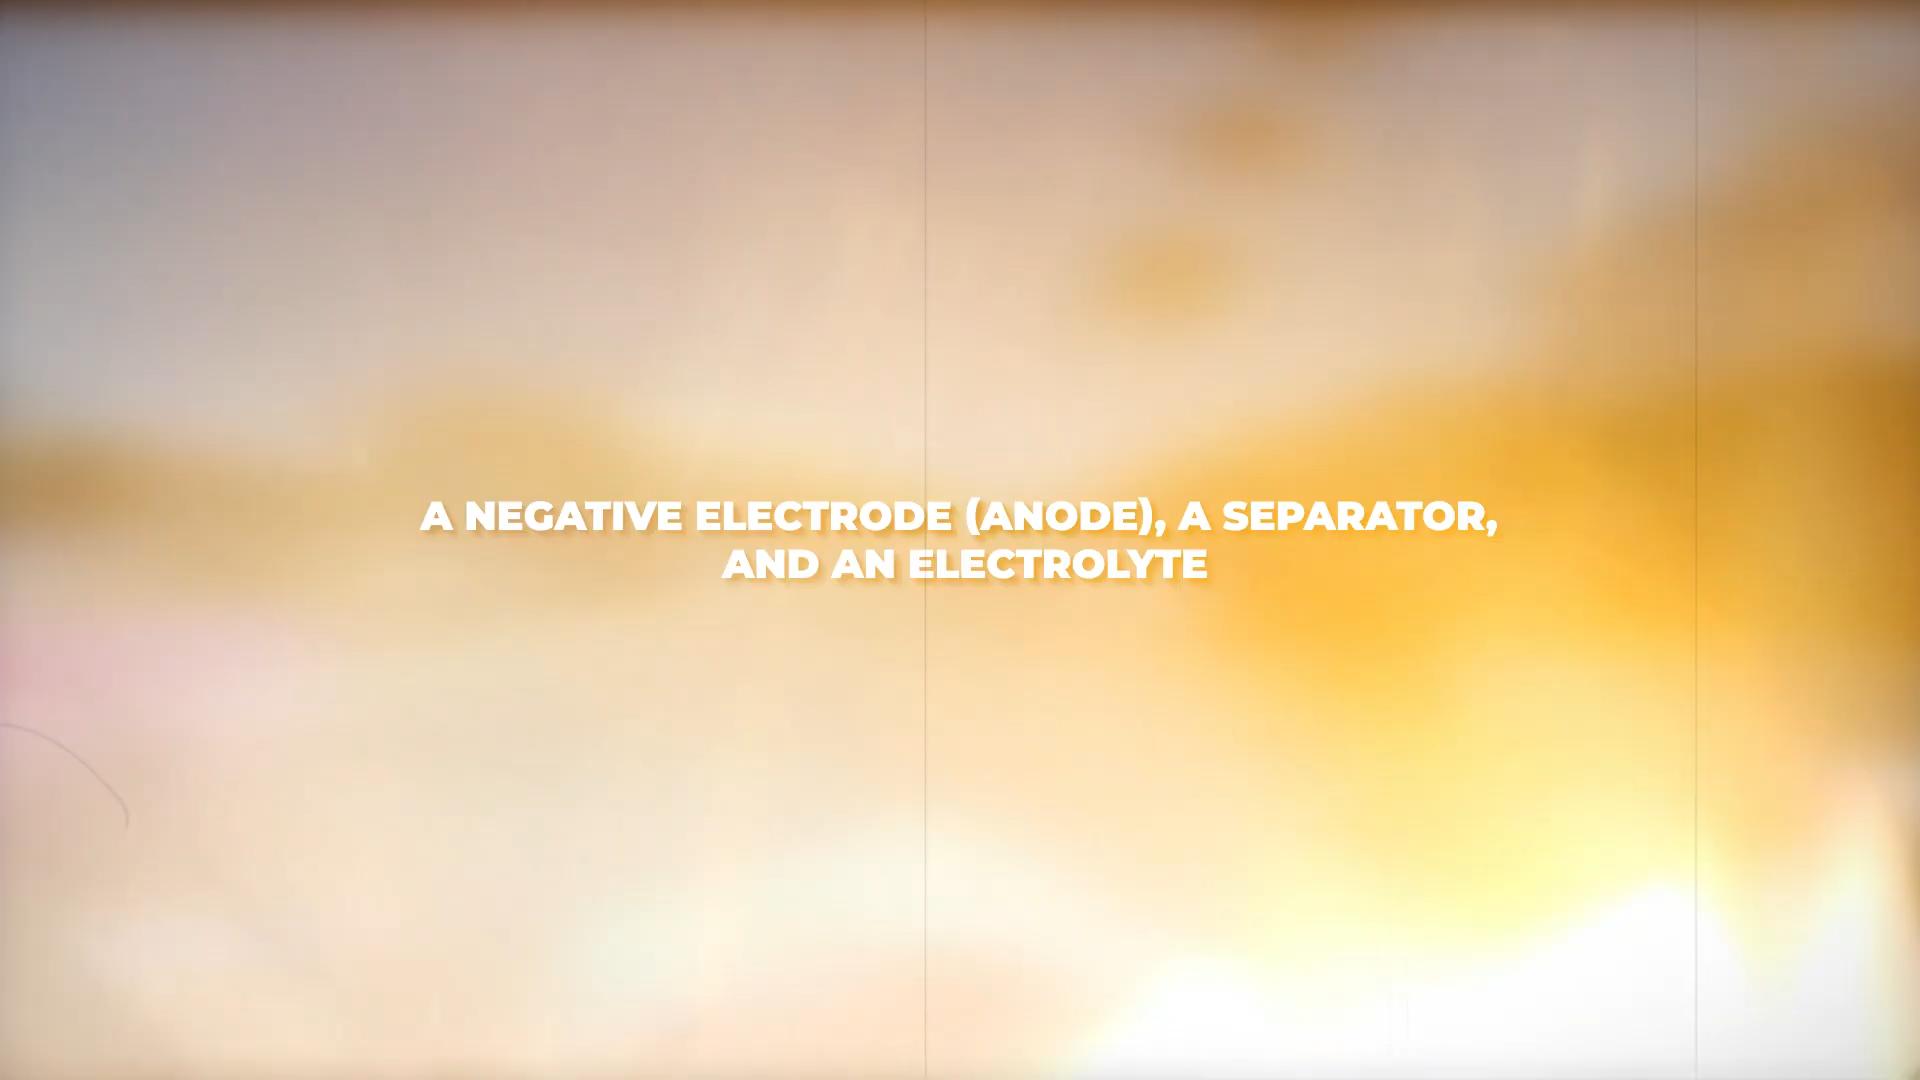 A NEGATIVE ELECTRODE (ANODE), A SEPARATOR,
AND AN ELECTROLYTE